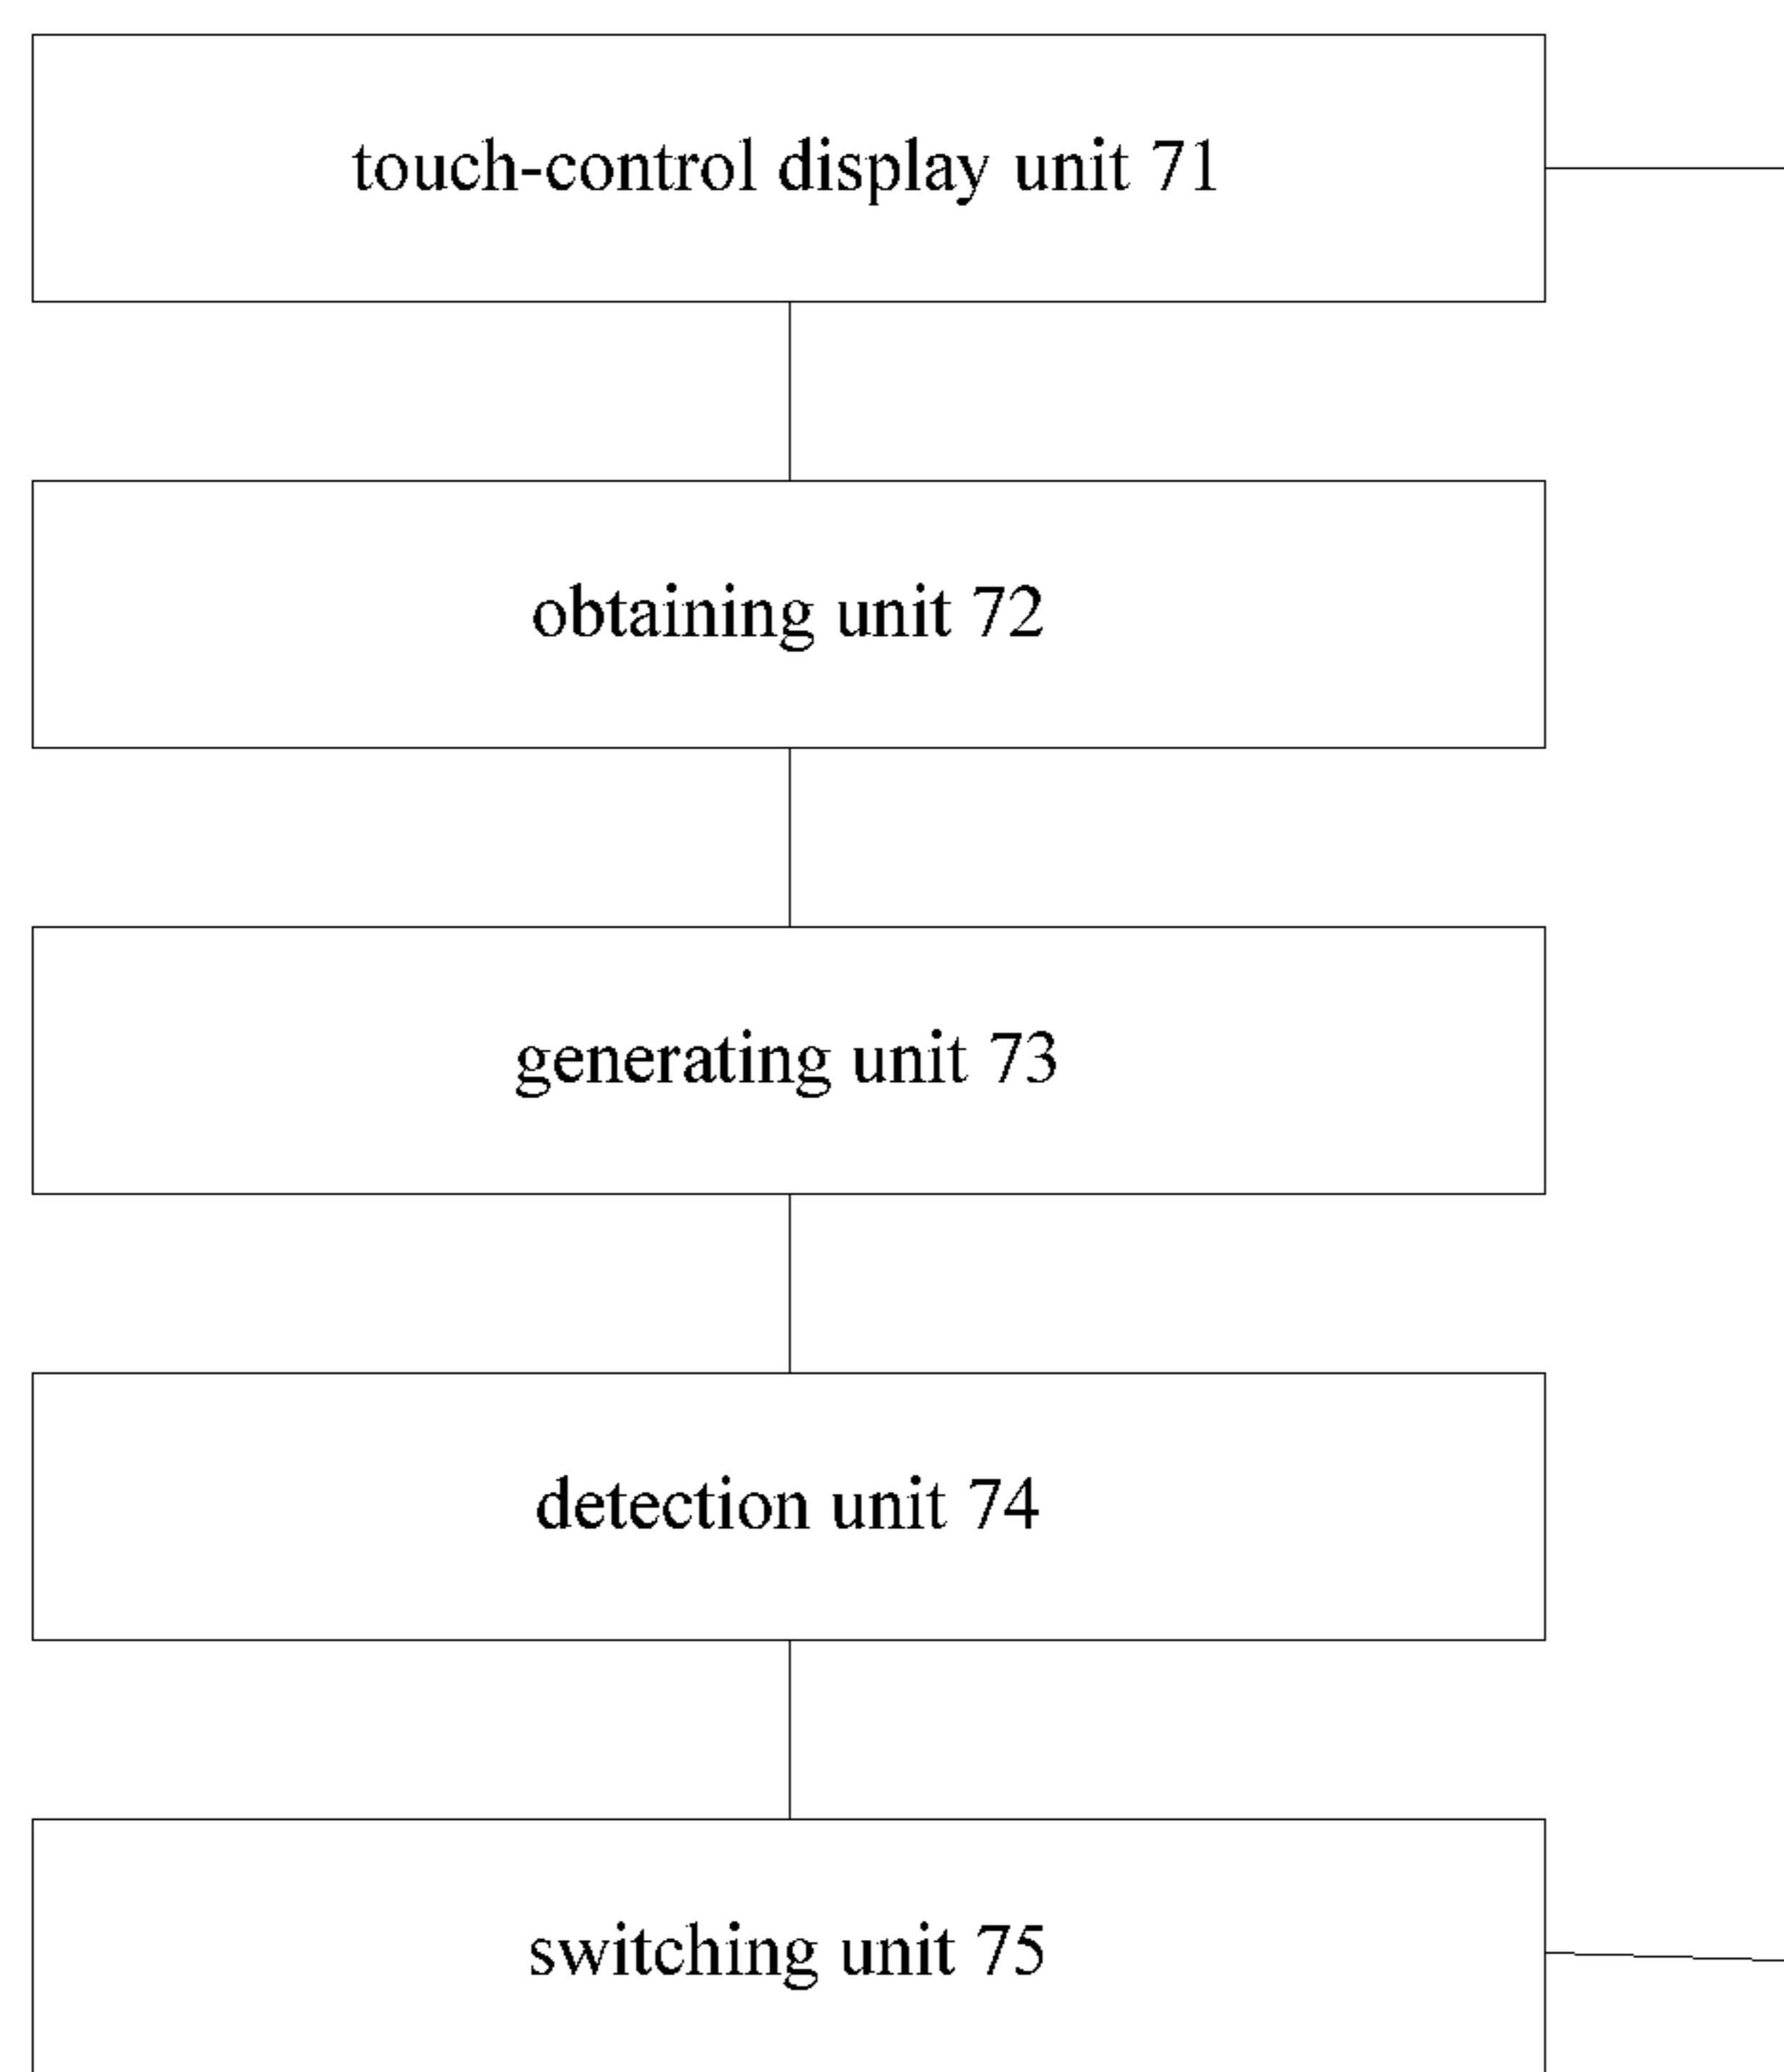 touch-control display unit 71
obtaining unit 72
generating unit 73
detection unit 74
switching unit 75